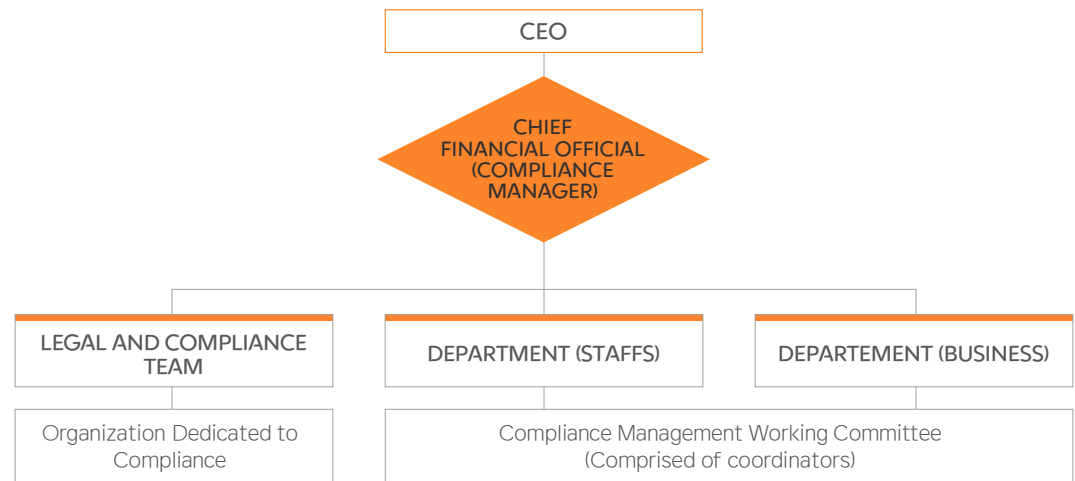 CEO
CHIEF
FINANCIAL OFFICIAL
(COMPLIANCE
MANAGER)
LEGAL AND COMPLIANCE
TEAM
DEPARTMENT (STAFFS)
DEPARTEMENT (BUSINESS)
Organization Dedicated to
Compliance
Compliance Management Working Committee
(Comprised of coordinators)